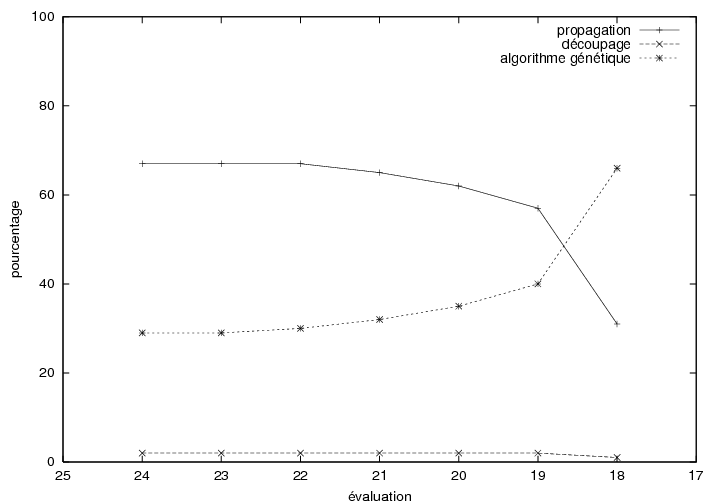 100
80
60
40
20
0
pourcentage
propagation
découpage
algorithme génétique
25 24 23 22 21 20 19 18 17
évaluation